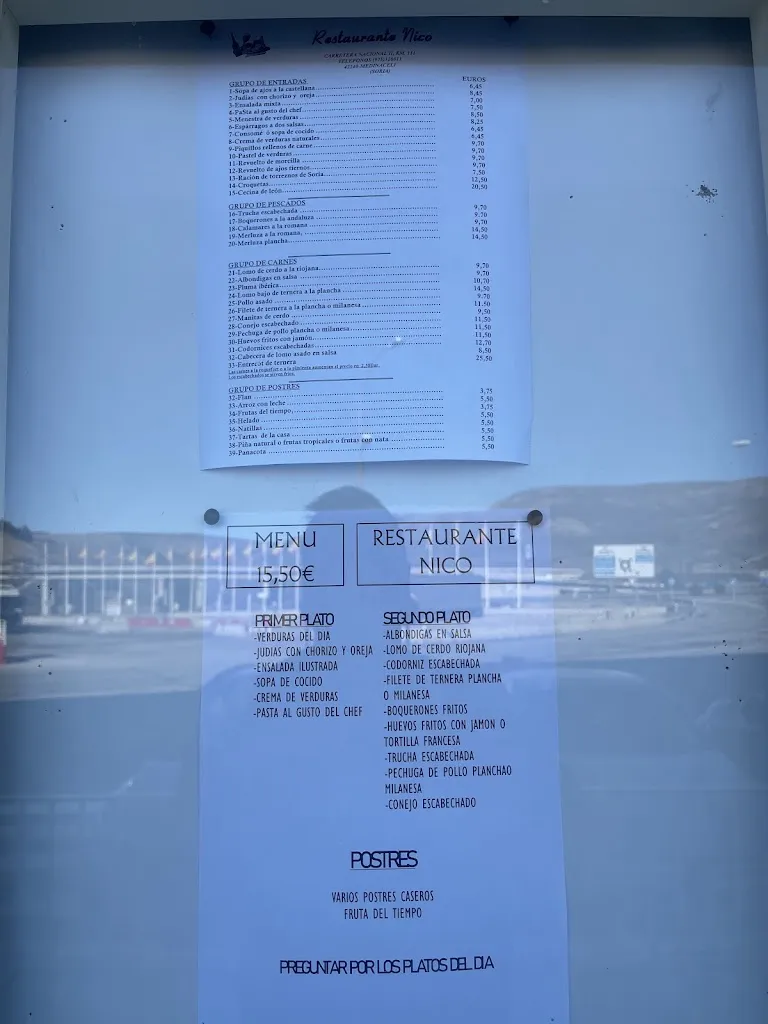 Restaurante Nico
CARRETERA NACIONAL II, KM. 151
42240-MEDINACELI
(SORIA)
EUROS
GRUPO DE ENTRADAS
1-Sopa de ajos a la castellana 6,45
2-Judías con chorizo y oreja 8,45
3-Ensalada mixta 7,00
4-PaSta al gusto del chef 7,50
5-Menestra de verduras 8,50
6-Espárragos a dos salsas 8,25
7-Consomé ó sopa de cocido 6,45
8-Crema de verduras naturales 6,45
9-Piquillos rellenos de carne 9,70
10-Pastel de verduras 9,70
11-Revuelto de morcilla 9,70
12-Revuelto de ajos tiernos 9,70
13-Ración de torreznos de Soria 7,50
14-Croquetas 12,50
15-Cecina de león 20,50
GRUPO DE PESCADOS
16-Trucha escabechada 9,70
17-Boquerones a la andaluza 9,70
18-Calamares a la romana 9,70
19-Merluza a la romana, 14,50
20-Merluza plancha 14,50
GRUPO DE CARNES
21-Lomo de cerdo a la riojana 9,70
22-Albondigas en salsa 9,70
23-Pluma ibérica 10,70
24-Lomo bajo de ternera a la plancha 14,50
25-Pollo asado 9,70
26-Filete de ternera a la plancha o milanesa 11,50
27-Manitas de cerdo 9,50
28-Conejo escabechado 11,50
29-Pechuga de pollo plancha o milanesa 11,50
30-Huevos fritos con jamón 11,50
31-Codornices escabechadas 12,70
32-Cabecera de lomo asado en salsa 8,50
33-Entrecot de ternera 25,50
Los escabechados se sirven fríos.
GRUPO DE POSTRES
32-Flan 3,75
33-Arroz con leche 5,50
34-Frutas del tiempo, 3,75
35-Helado 5,50
36-Natillas 5,50
37-Tartas de la casa 5,50
38-Piña natural o frutas tropicales o frutas con nata 5,50
39-Panacota 5,50
MENU
15,50€
RESTAURANTE
NICO
PRIMER PLATO
-VERDURAS DEL DIA
-JUDIAS CON CHORIZO Y OREJA
-ENSALADA ILUSTRADA
-SOPA DE COCIDO
-CREMA DE VERDURAS
-PASTA AL GUSTO DEL CHEF
SEGUNDO PLATO
-ALBONDIGAS EN SALSA
-LOMO DE CERDO RIOJANA
-CODORNIZ ESCABECHADA
-FILETE DE TERNERA PLANCHA
O MILANESA
-BOQUERONES FRITOS
-HUEVOS FRITOS CON JAMON O
TORTILLA FRANCESA
-TRUCHA ESCABECHADA
-PECHUGA DE POLLO PLANCHAO
MILANESA
-CONEJO ESCABECHADO
POSTRES
VARIOS POSTRES CASEROS
FRUTA DEL TIEMPO
PREGUNTAR POR LOS PLATOS DEL DIA